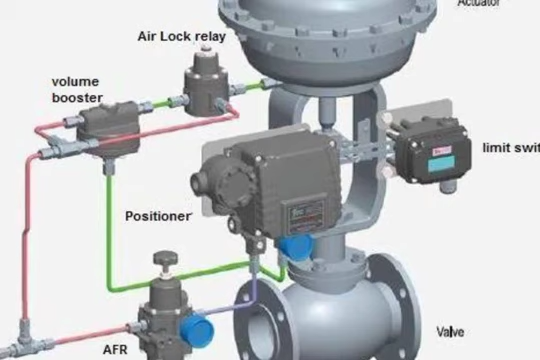 Actuator
Air Lock relay
volume
booster
limit swit
Positioner
AFR
Valve